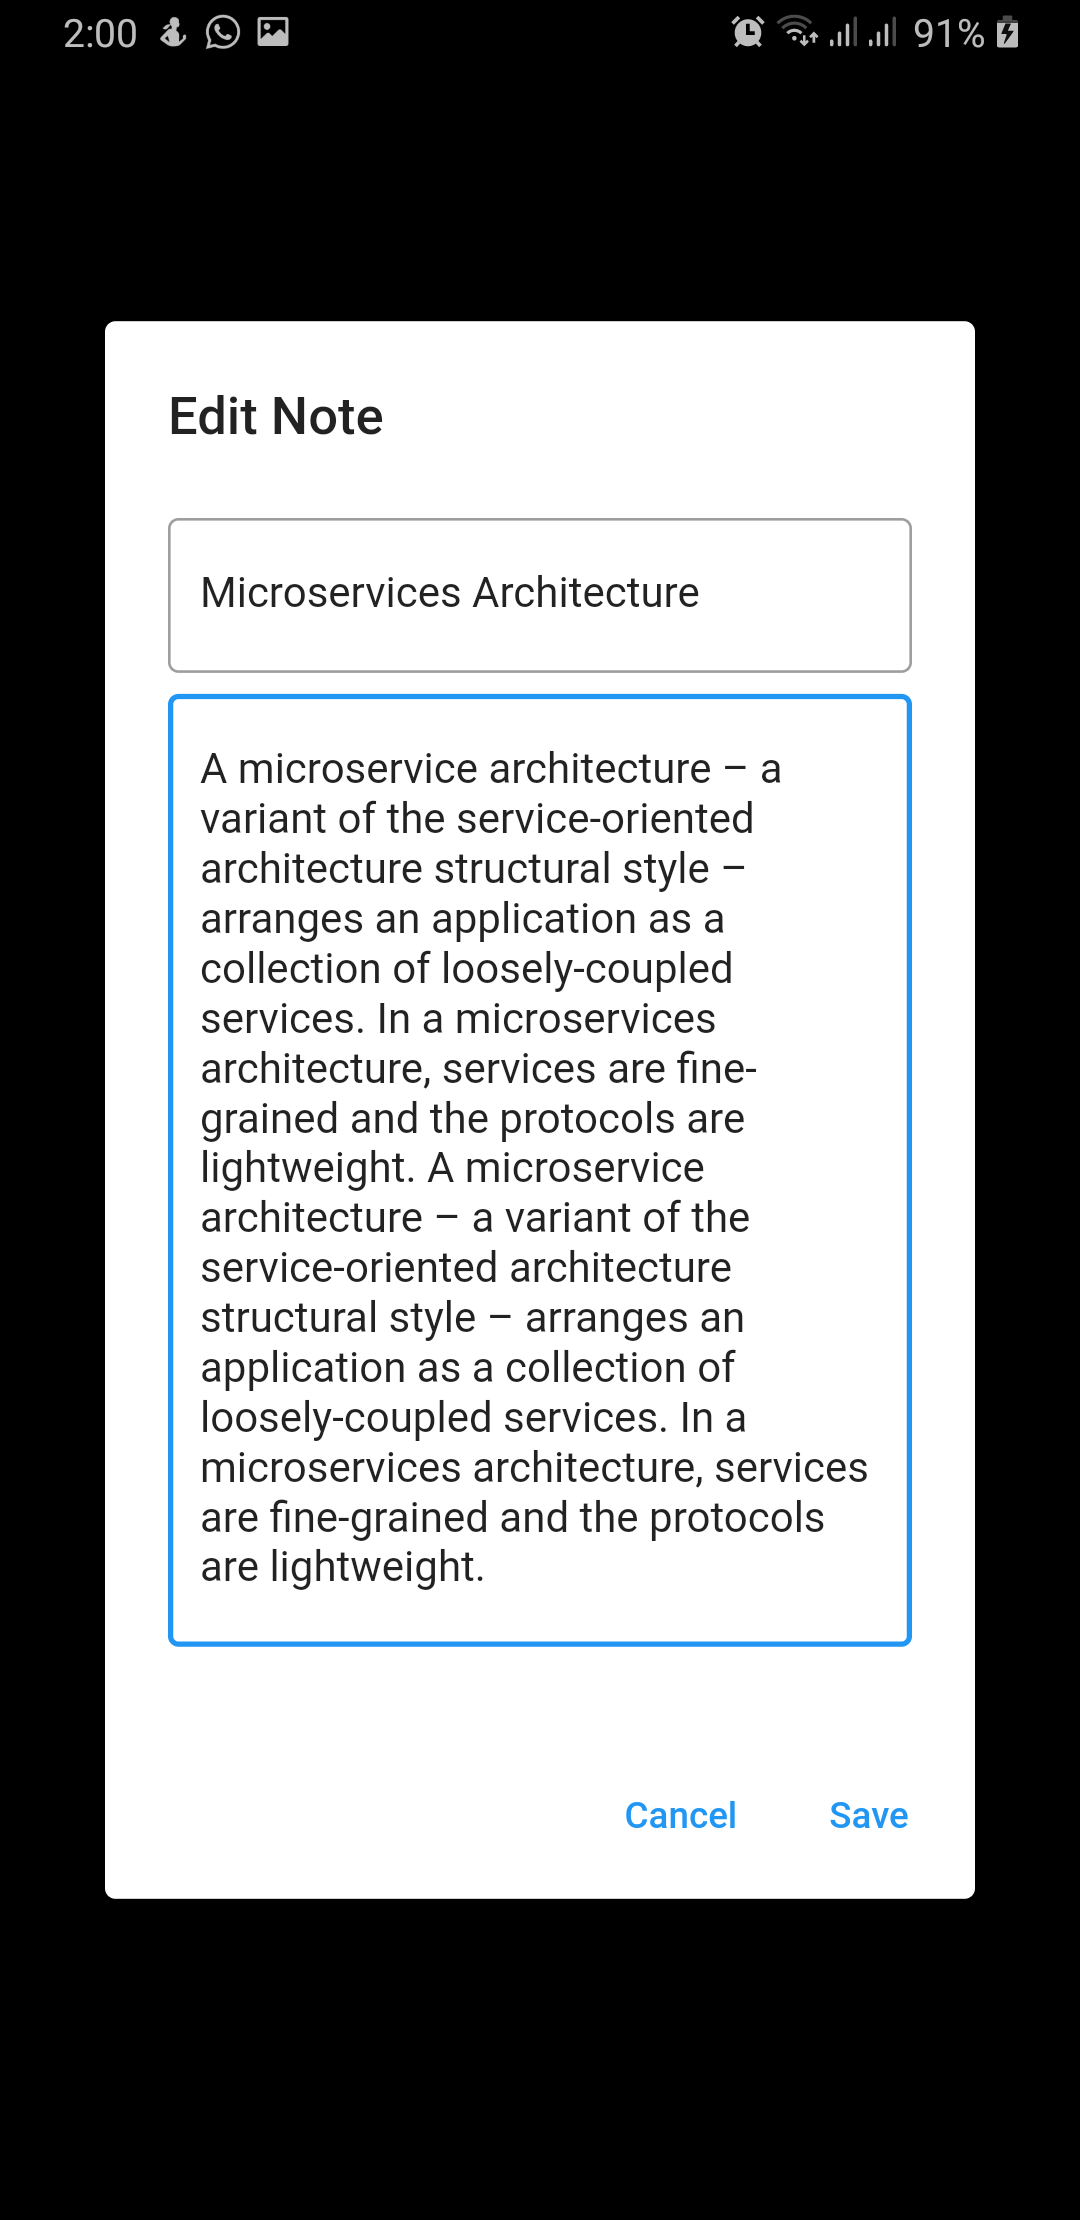 2:00 91%
Edit Note
Microservices Architecture
A microservice architecture – a
variant of the service-oriented
architecture structural style –
arranges an application as a
collection of loosely-coupled
services. In a microservices
architecture, services are fine-
grained and the protocols are
lightweight. A microservice
architecture – a variant of the
service-oriented architecture
structural style – arranges an
application as a collection of
loosely-coupled services. In a
microservices architecture, services
are fine-grained and the protocols
are lightweight.
Cancel Save